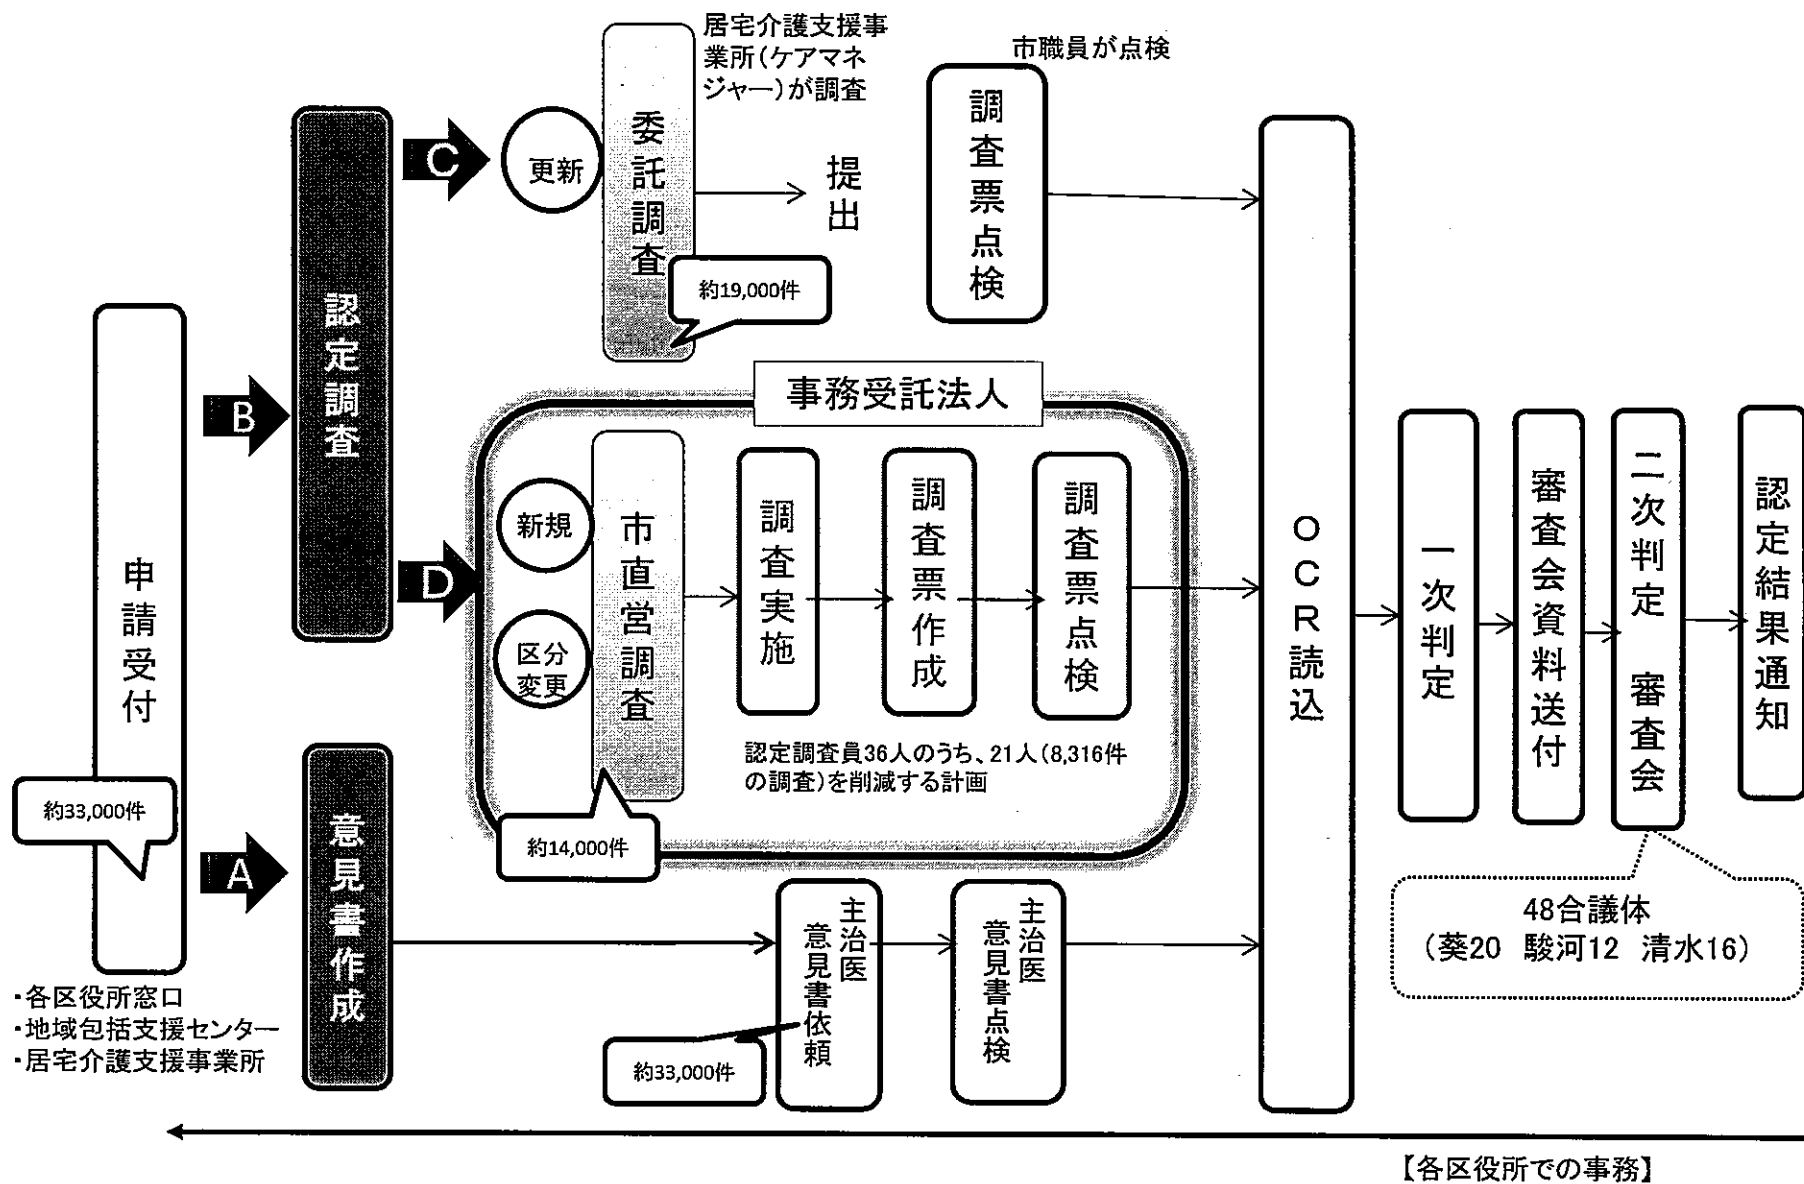 申請受付
約33,000件
・各区役所窓口
・地域包括支援センター
・居宅介護支援事業所
B
A
認定調査
意見書作成
C
D
更新
委託調査
約19,000件
居宅介護支援事
業所(ケアマネ
ジャー)が調査
提出
市職員が点検
調査票点検
事務受託法人
新規
区分
変更
市直営調査
約14,000件
調査実施
調査票作成
調査票点検
認定調査員36人のうち、21人(8,316件
の調査)を削減する計画
主治医
意見書依頼
約33,000件
主治医
意見書点検
OCR読込
一次判定
審査会資料送付
二次判定 審査会
認定結果通知
48合議体
(葵20 駿河12 清水16)
【各区役所での事務】